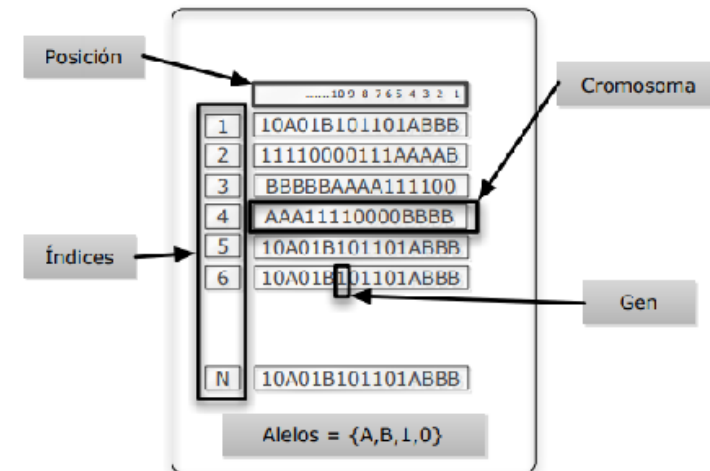 Posición
......10 9 8 7 6 5 4 3 2 1
Cromosoma
1 10A01B101101ABBB
2 11110000111AAAAB
3 BBBBBAAAA111100
4 AAA11110000BBBB
5 10A01B101101ABBB
Índices
6 10A01B101101ABBB
Gen
N 10A01B101101ABBB
Alelos = {A,B,1,0}